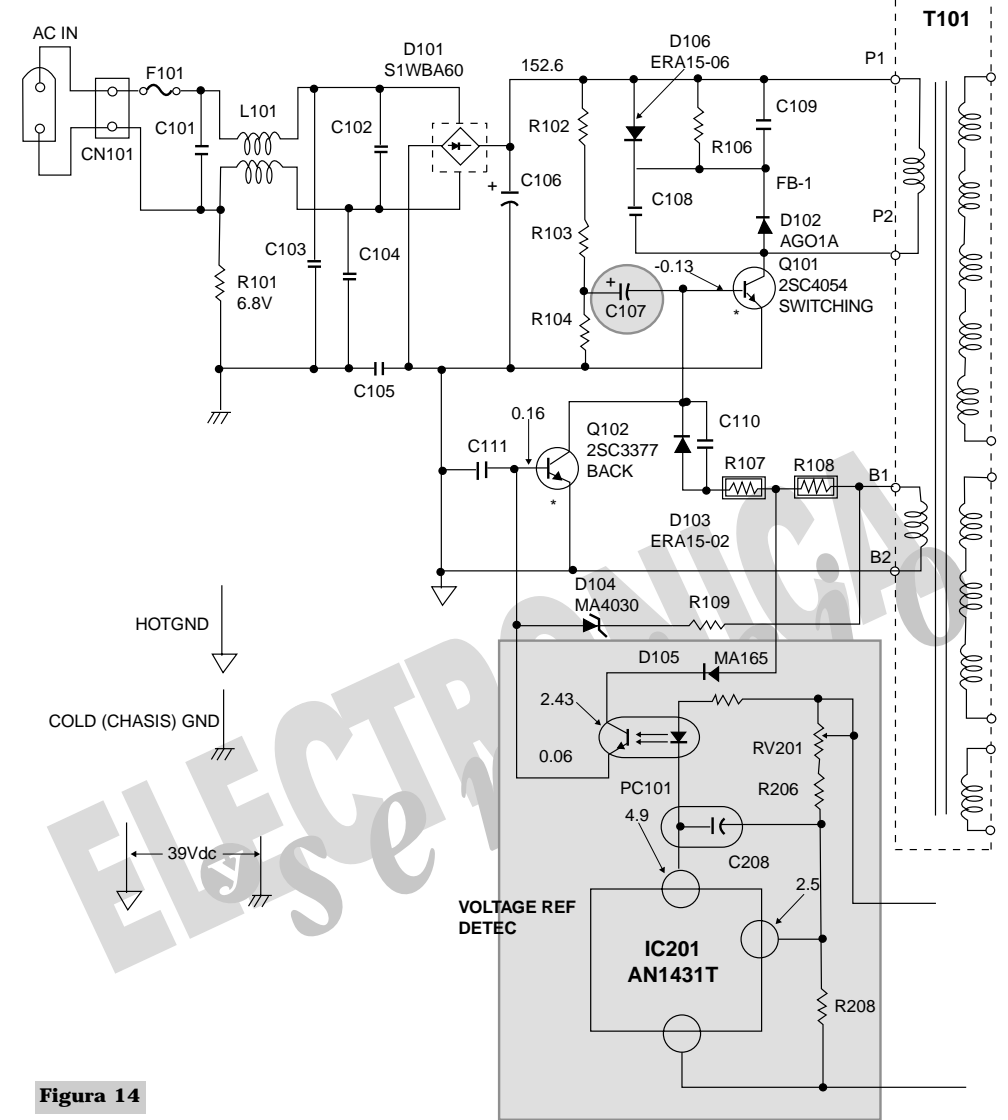 T101
AC IN
F101
CN101
C101
L101
D101
S1WBA60
C102
152.6
D106
ERA15-06
P1
R102
C109
R106
C106
+
FB-1
C108
D102
AGO1A
P2
R103
C103
C104
R101
6.8V
-0.13
Q101
2SC4054
SWITCHING
*
+
C107
R104
C105
0.16
Q102
2SC3377
BACK
*
C111
C110
R107
R108
B1
D103
ERA15-02
B2
D104
MA4030
R109
HOTGND
COLD (CHASIS) GND
39Vdc
D105
MA165
2.43
0.06
PC101
RV201
R206
4.9
C208
2.5
VOLTAGE REF
DETEC
IC201
AN1431T
R208
ELECTRONICA
y servicio
Figura 14